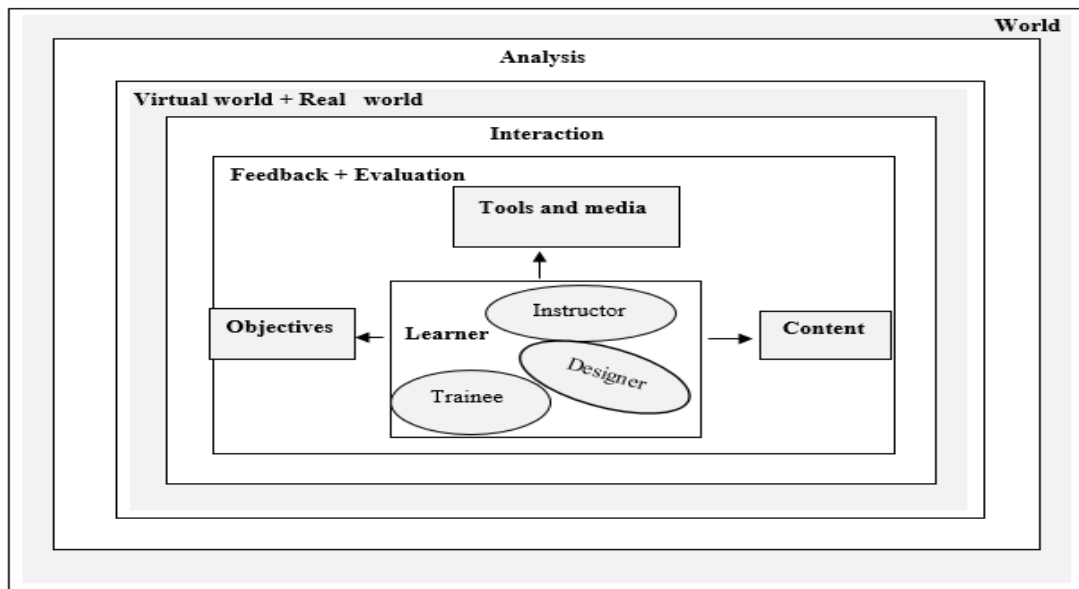 World
Analysis
Virtual world + Real world
Interaction
Feedback + Evaluation
Tools and media
Instructor
Objectives
Learner
Content
Designer
Trainee